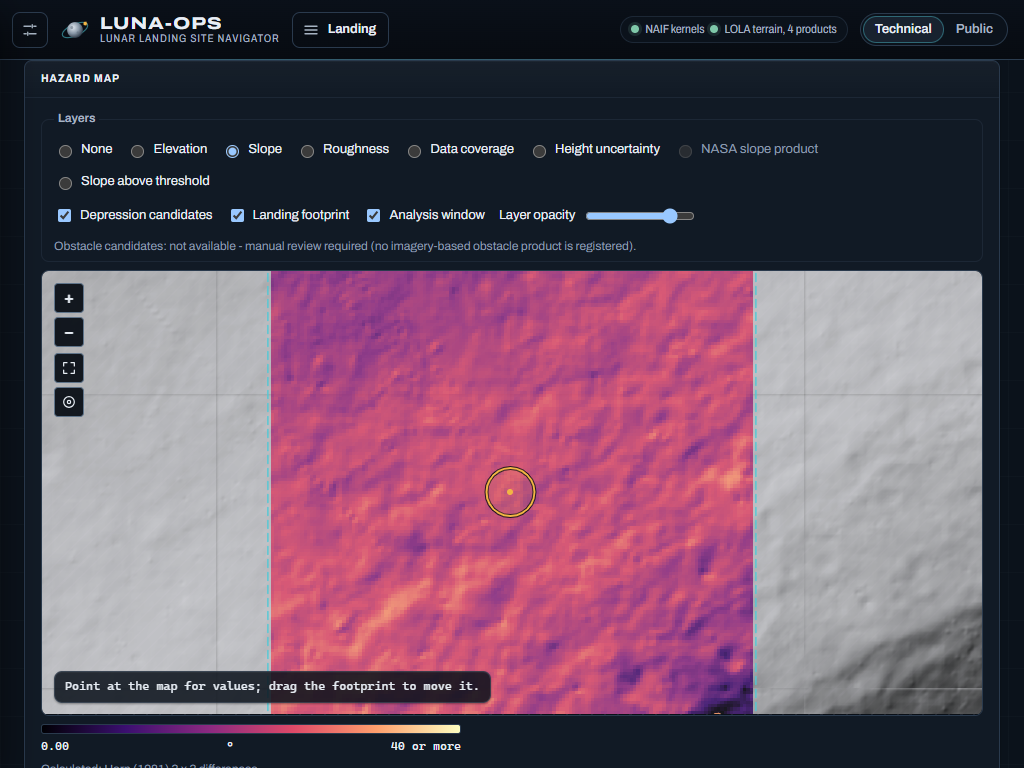 LUNA-OPS
LUNAR LANDING SITE NAVIGATOR
Landing
NAIF kernels
LOLA terrain, 4 products
Technical
Public
HAZARD MAP
Layers
None
Elevation
Slope
Roughness
Data coverage
Height uncertainty
NASA slope product
Slope above threshold
Depression candidates
Landing footprint
Analysis window
Layer opacity
Obstacle candidates: not available - manual review required (no imagery-based obstacle product is registered).
+
−
Point at the map for values; drag the footprint to move it.
0.00
°
40 or more